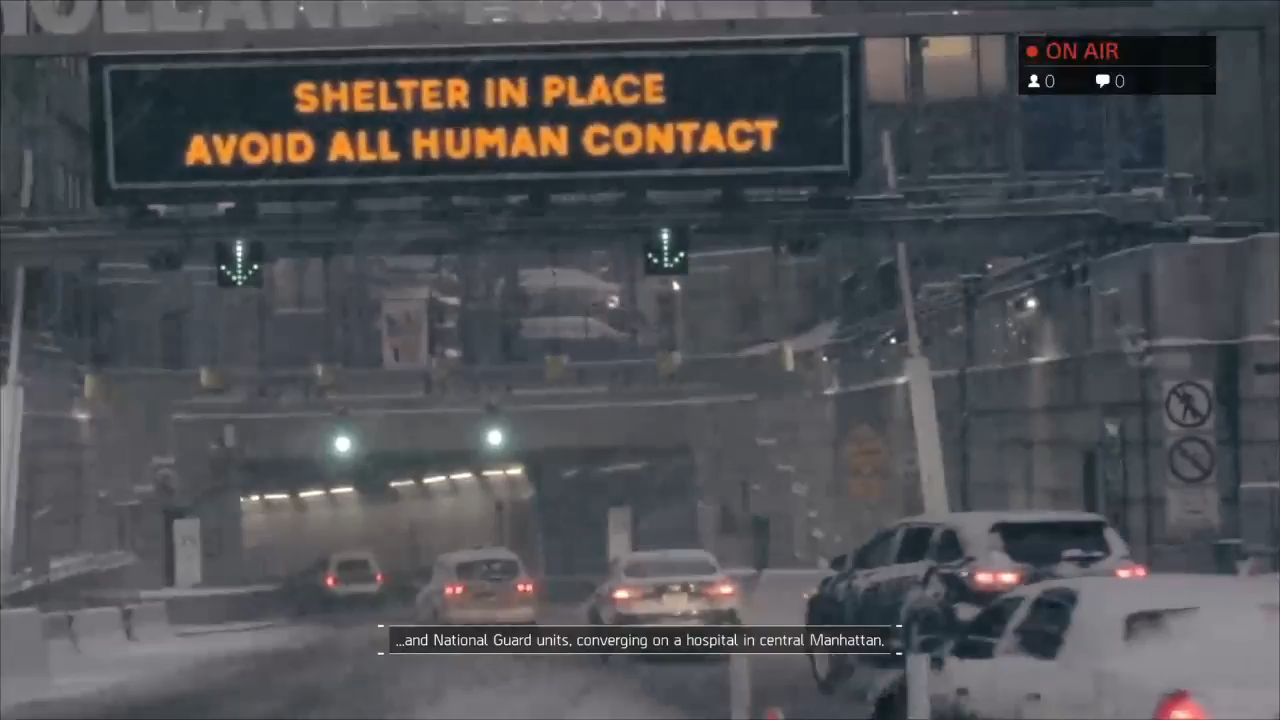 HOLLAND
ON AIR
0 0
SHELTER IN PLACE
AVOID ALL HUMAN CONTACT
...and National Guard units, converging on a hospital in central Manhattan.